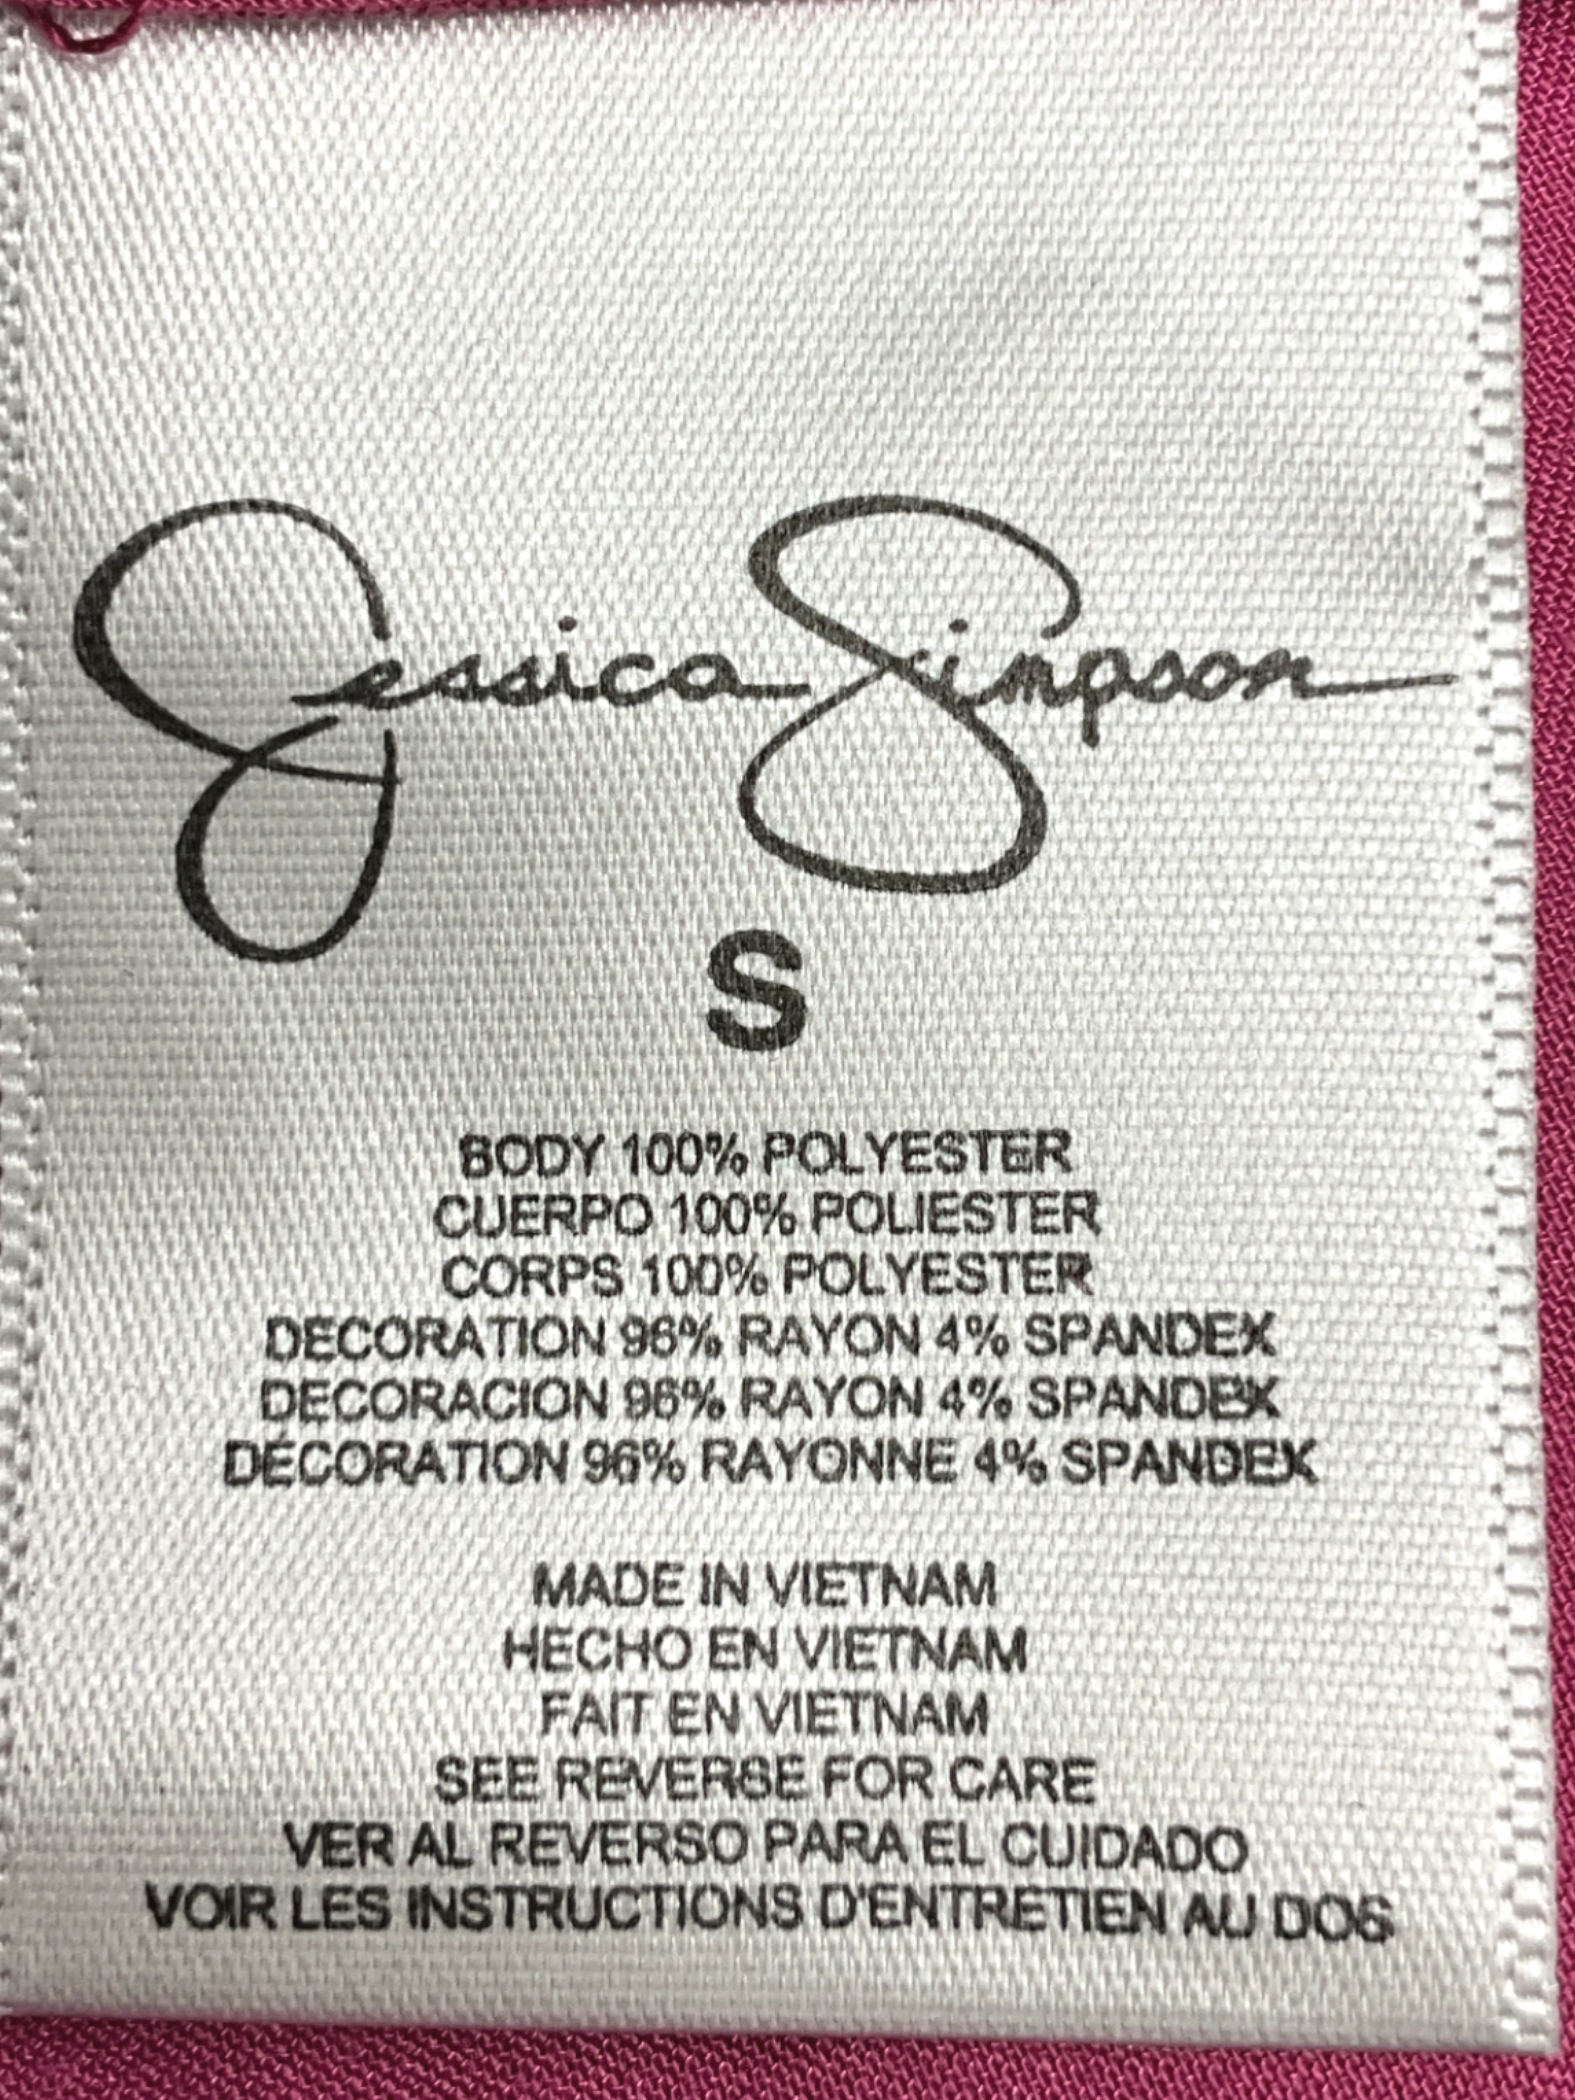 Jessica Simpson
S
BODY 100% POLYESTER
CUERPO 100% POLIESTER
CORPS 100% POLYESTER
DECORATION 96% RAYON 4% SPANDEX
DECORACION 96% RAYON 4% SPANDEX
DÉCORATION 96% RAYONNE 4% SPANDEX
MADE IN VIETNAM
HECHO EN VIETNAM
FAIT EN VIETNAM
SEE REVERSE FOR CARE
VER AL REVERSO PARA EL CUIDADO
VOIR LES INSTRUCTIONS D'ENTRETIEN AU DOS